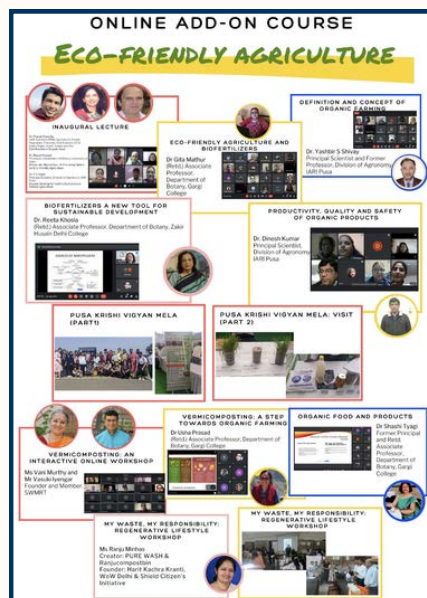 ONLINE ADD-ON COURSE
ECO-FRIENDLY AGRICULTURE
INAUGURAL LECTURE
ECO-FRIENDLY AGRICULTURE AND
BIOFERTILIZERS
Dr Gita Mathur
(Retd.) Associate
Professor,
Department of
Botany, Gargi
College
DEFINITION AND CONCEPT OF
ORGANIC FARMING
Dr. Yashbir S Shivay
Principal Scientist and Former
Professor, Division of Agronomy,
IARI Pusa
BIOFERTILIZERS A NEW TOOL FOR
SUSTAINABLE DEVELOPMENT
Dr. Reeta Khosla
(Retd.) Associate Professor, Department of Botany, Zakir
Husain Delhi College
PRODUCTIVITY, QUALITY AND SAFETY
OF ORGANIC PRODUCTS
Dr. Dinesh Kumar
Principal Scientist,
Division of Agronomy
IARI Pusa
PUSA KRISHI VIGYAN MELA
(PART1)
PUSA KRISHI VIGYAN MELA: VISIT
(PART 2)
VERMICOMPOSTING: AN
INTERACTIVE ONLINE WORKSHOP
Ms Vani Murthy and
Mr Vasuki Iyengar
Founder and Member,
SWMRT
VERMICOMPOSTING: A STEP
TOWARDS ORGANIC FARMING
Dr Usha Prasad
(Retd) Associate Professor, Department of
Botany, Gargi College
ORGANIC FOOD AND PRODUCTS
Dr Shashi Tyagi
Former Principal
and Retd.
Associate
Professor,
Department of
Botany, Gargi
College
MY WASTE, MY RESPONSIBILITY:
REGENERATIVE LIFESTYLE
WORKSHOP
Ms Ranju Minhas
Creator: PURE WASH &
Ranjucompostbin
Founder: Harit Kachra Kranti,
WoW Delhi & Shield Citizen's
Initiative
MY WASTE, MY RESPONSIBILITY:
REGENERATIVE LIFESTYLE
WORKSHOP